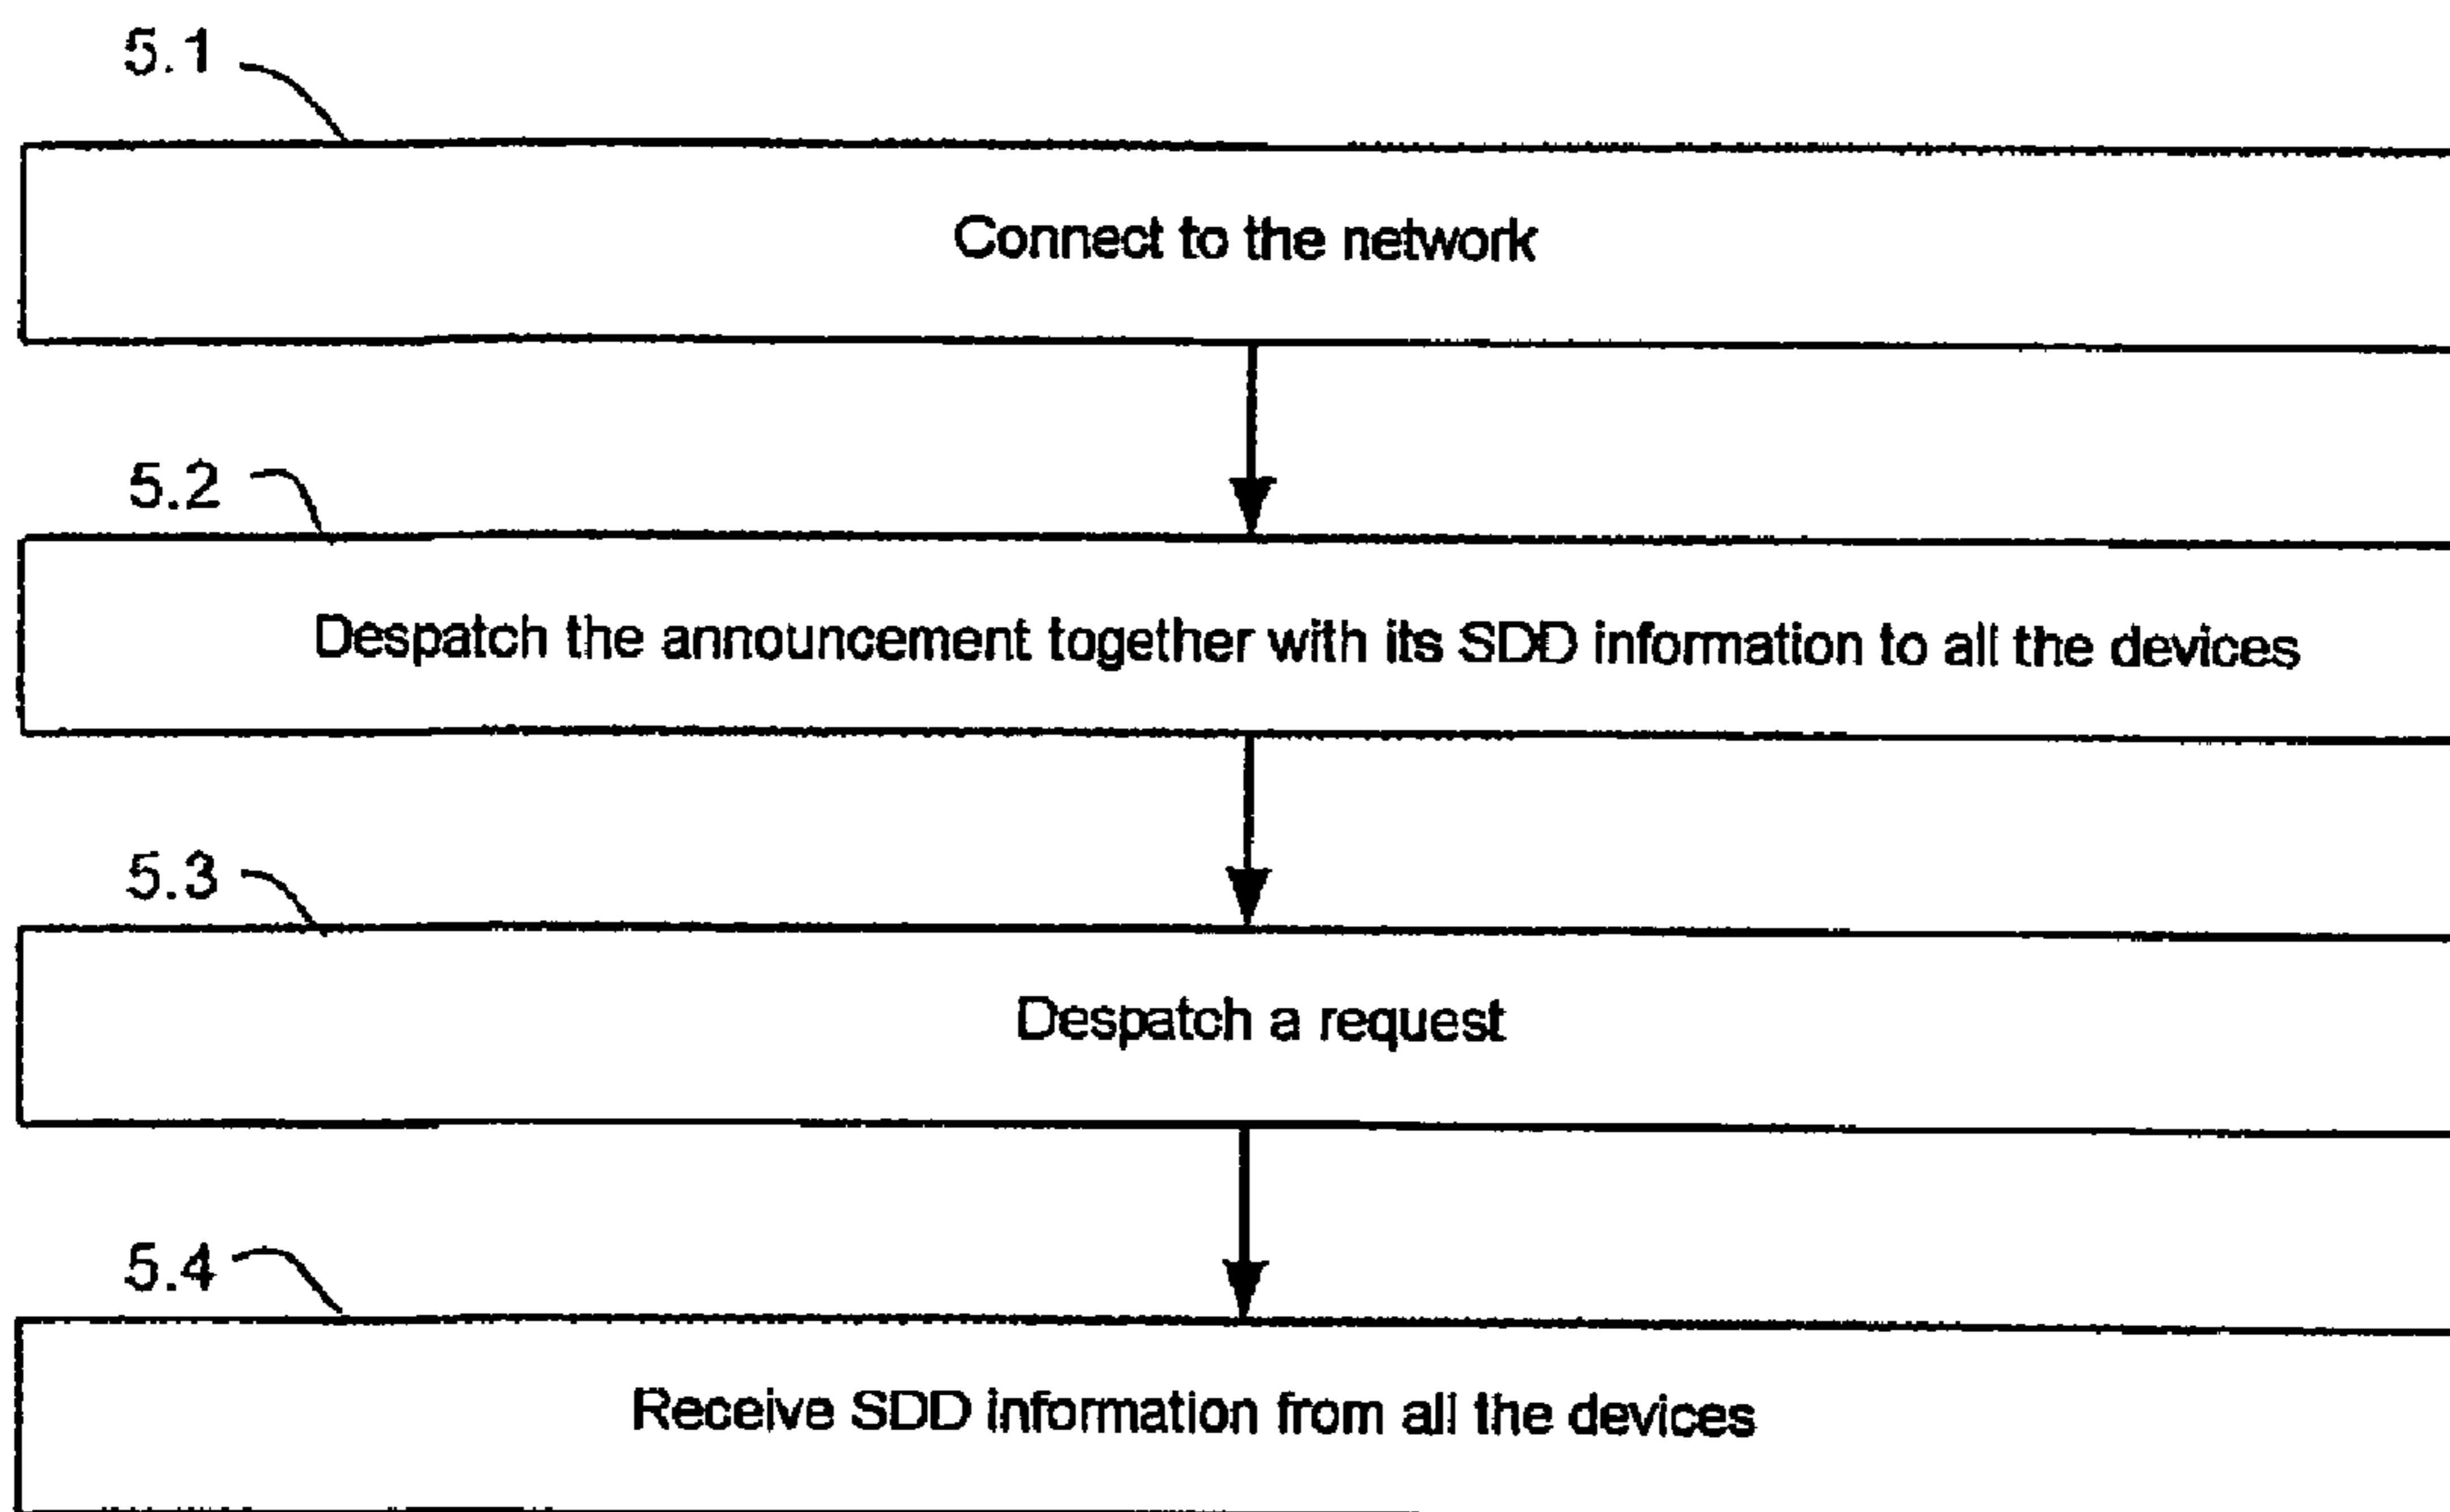 5.1
Connect to the network
5.2
Despatch the announcement together with its SDD information to all the devices
5.3
Despatch a request
5.4
Receive SDD information from all the devices